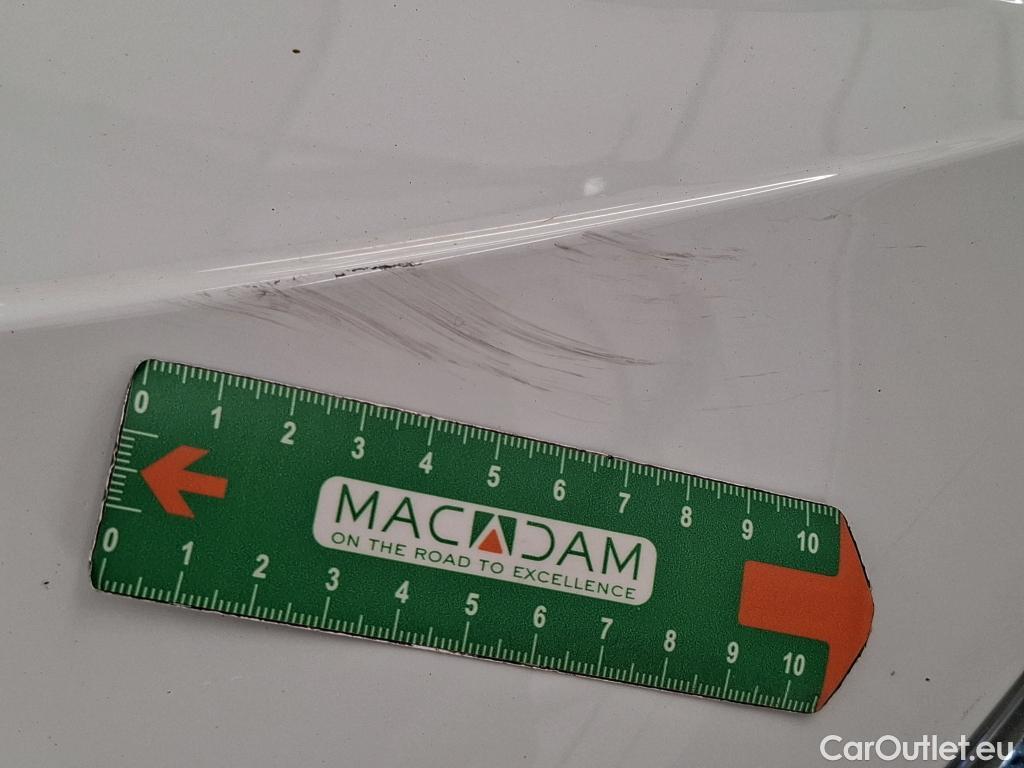 0 1 2 3 4 5 6 7 8 9 10
MACADAM
ON THE ROAD TO EXCELLENCE
0 1 2 3 4 5 6 7 8 9 10
CarOutlet.eu